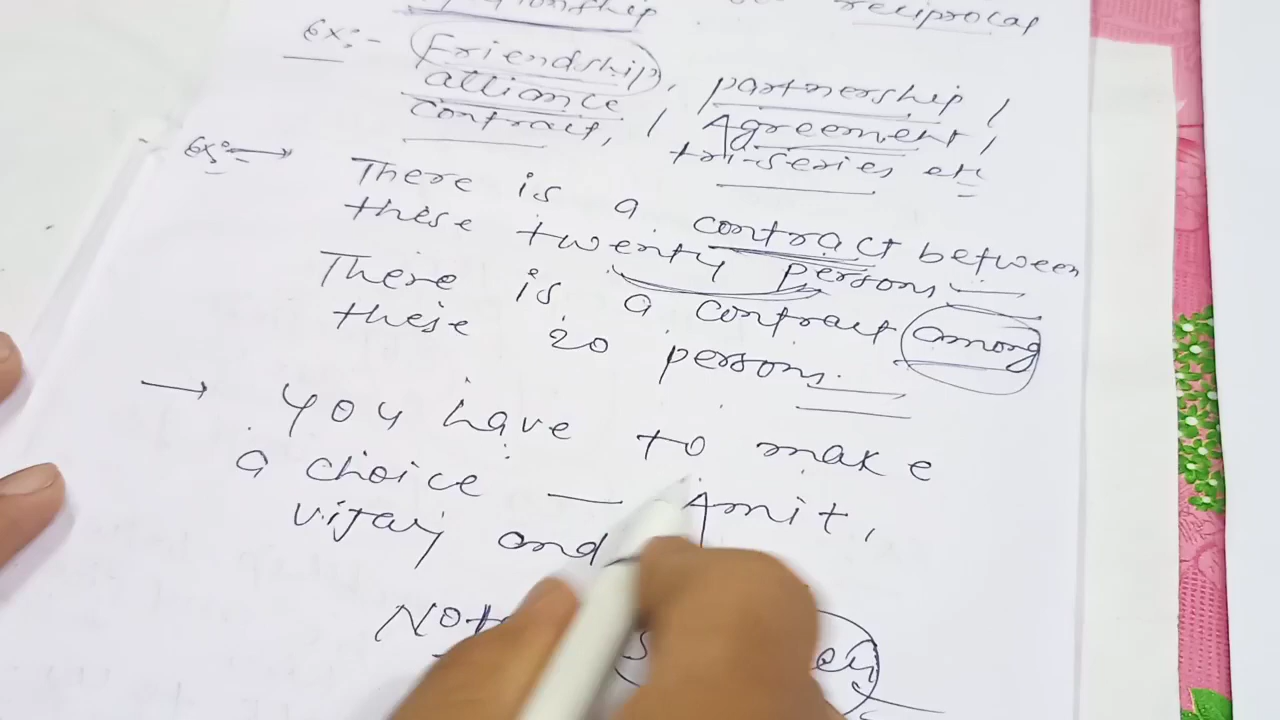 reciprocal
Ex:- Friendship, partnership,
alliance, Agreement,
contract, tri-series etc
Ex:→ There is a contract between
these twenty persons
There is a contract among
these 20 persons.
→ You have to make
a choice — Amit,
vijay and